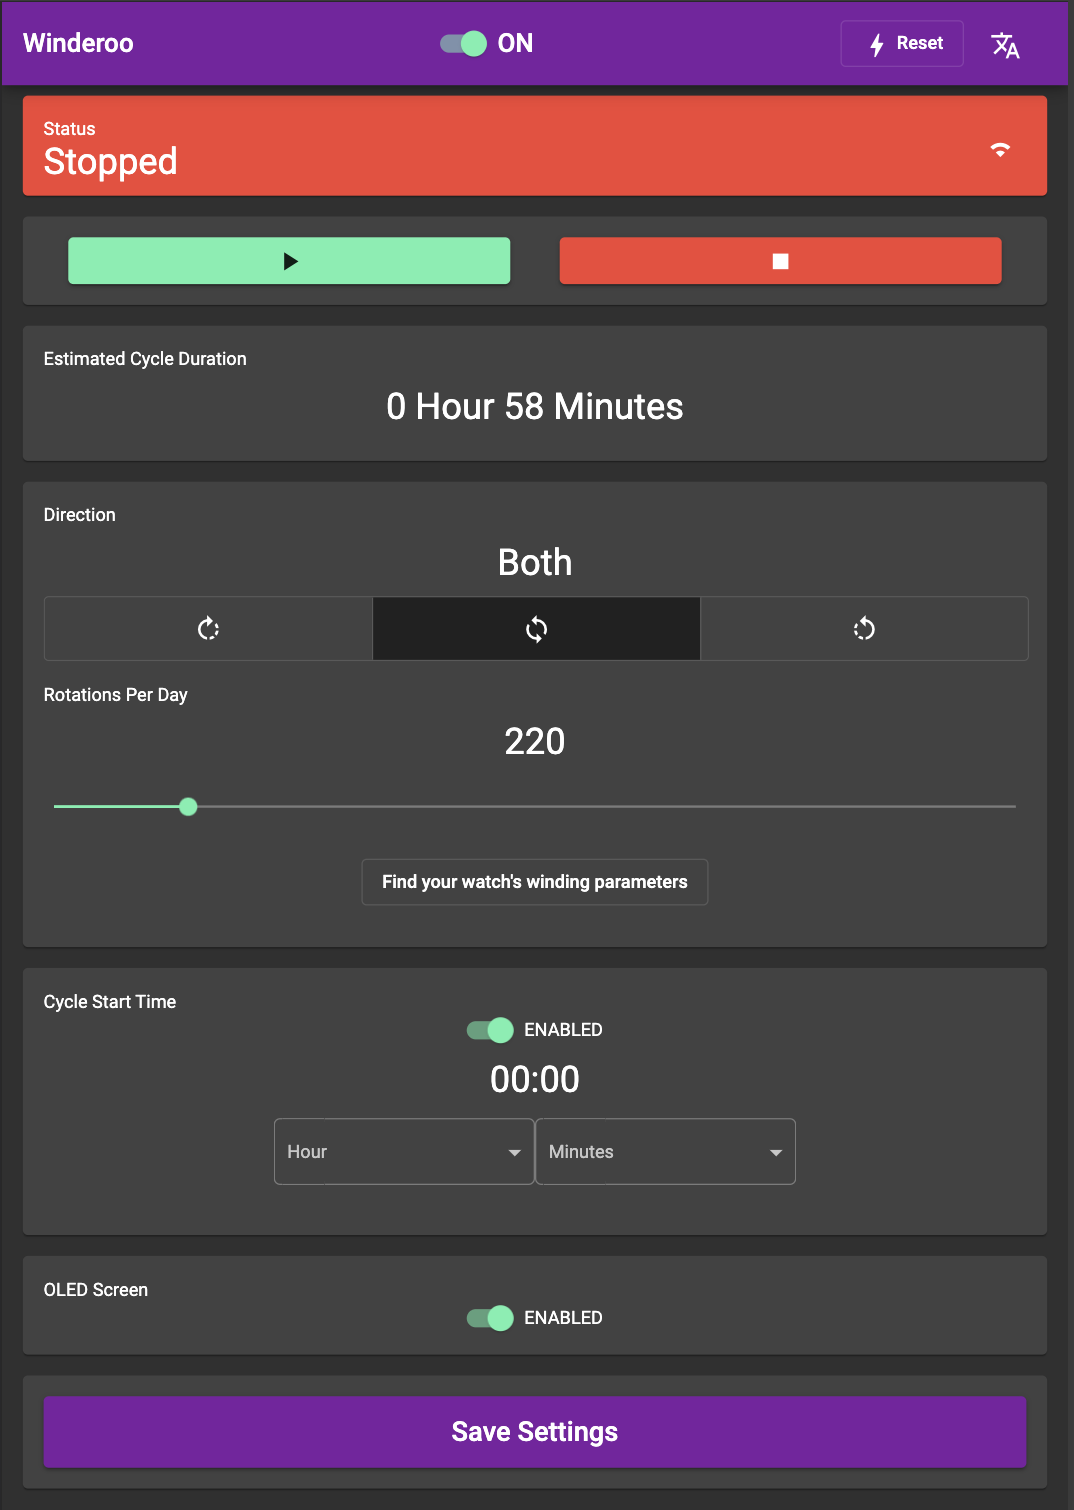 Winderoo
ON
Reset
Status
Stopped
Estimated Cycle Duration
0 Hour 58 Minutes
Direction
Both
Rotations Per Day
220
Find your watch's winding parameters
Cycle Start Time
ENABLED
00:00
Hour
Minutes
OLED Screen
ENABLED
Save Settings